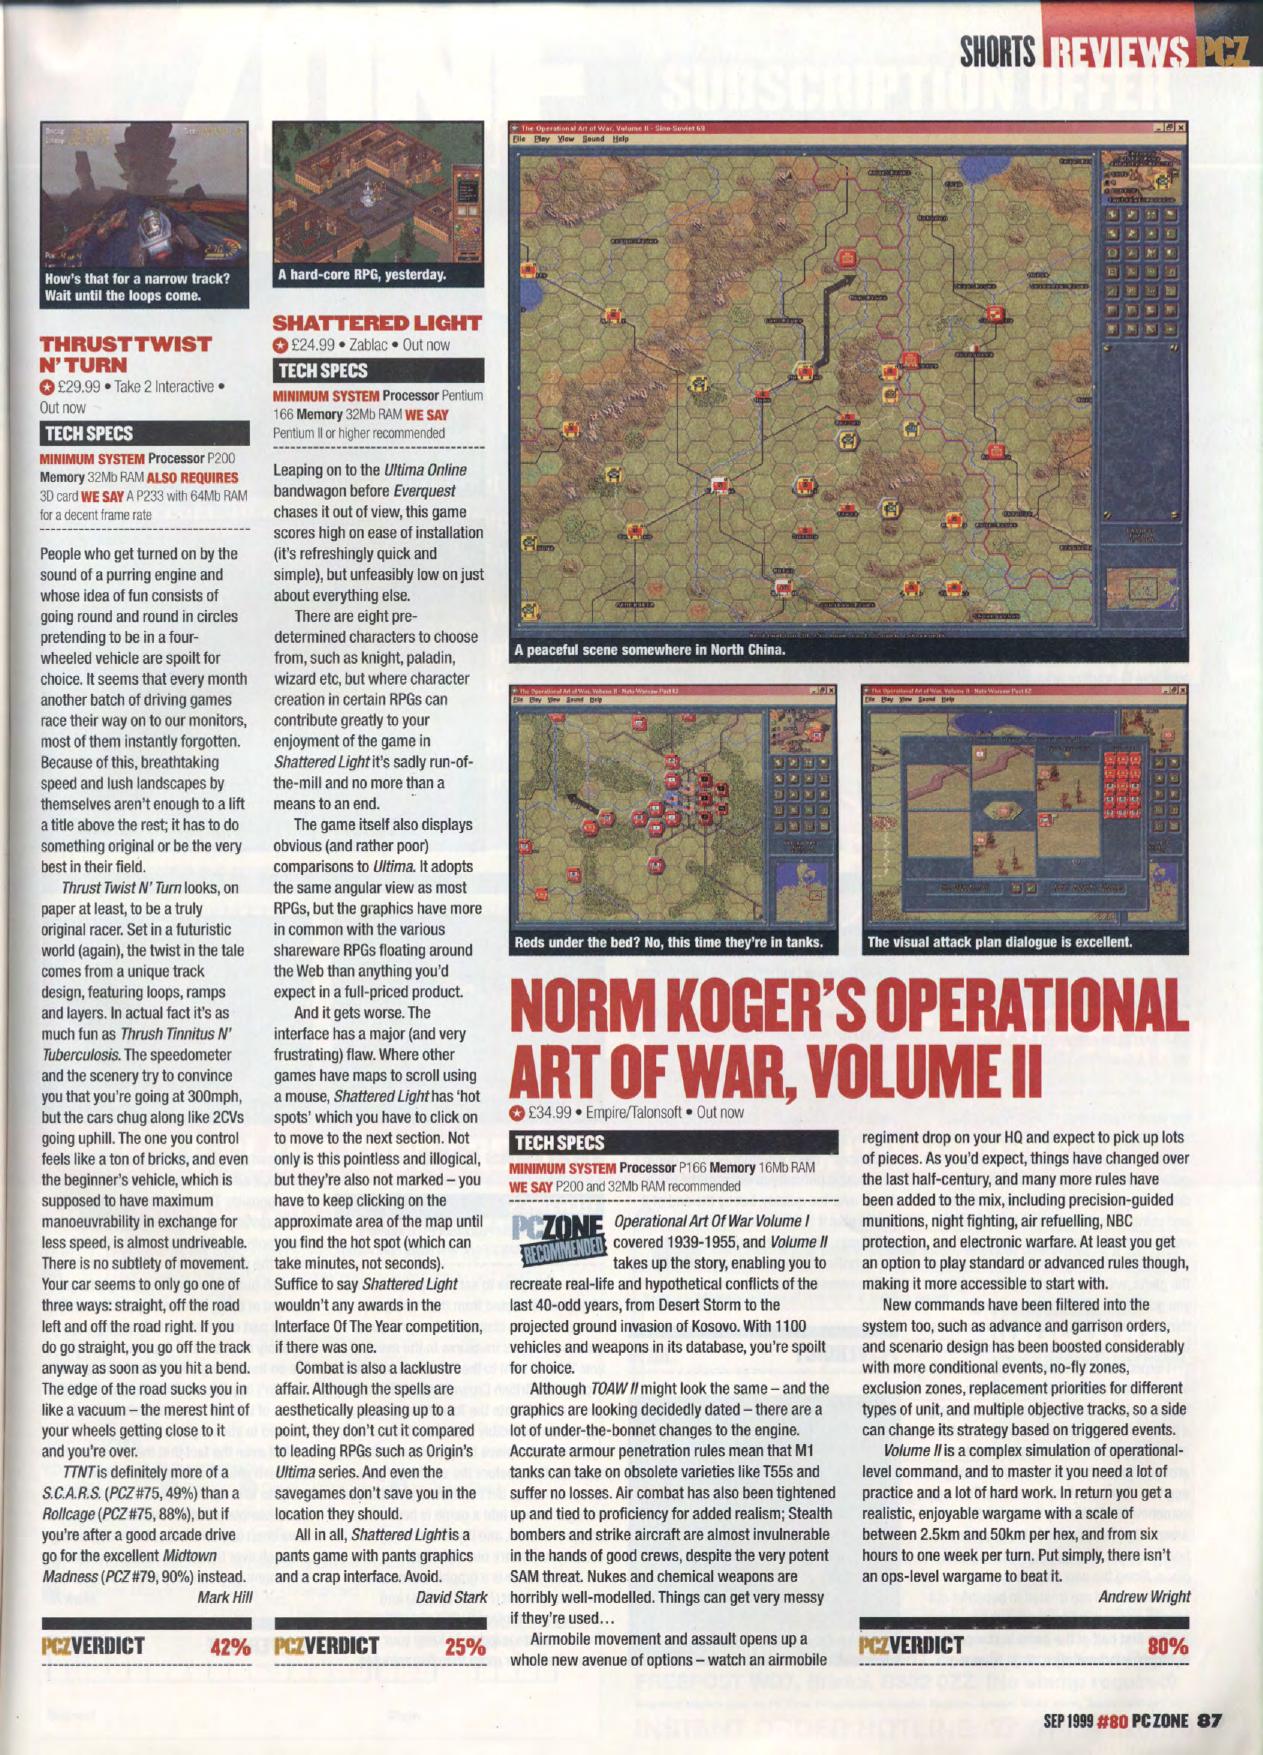 SHORTS REVIEWS PCZ
How's that for a narrow track?
Wait until the loops come.
THRUST TWIST
N' TURN
£29.99 • Take 2 Interactive •
Out now
TECH SPECS
MINIMUM SYSTEM Processor P200
Memory 32Mb RAM ALSO REQUIRES
3D card WE SAY A P233 with 64Mb RAM
for a decent frame rate
People who get turned on by the
sound of a purring engine and
whose idea of fun consists of
going round and round in circles
pretending to be in a four-
wheeled vehicle are spoilt for
choice. It seems that every month
another batch of driving games
race their way on to our monitors,
most of them instantly forgotten.
Because of this, breathtaking
speed and lush landscapes by
themselves aren't enough to a lift
a title above the rest; it has to do
something original or be the very
best in their field.
Thrust Twist N' Turn looks, on
paper at least, to be a truly
original racer. Set in a futuristic
world (again), the twist in the tale
comes from a unique track
design, featuring loops, ramps
and layers. In actual fact it's as
much fun as Thrush Tinnitus N'
Tuberculosis. The speedometer
and the scenery try to convince
you that you're going at 300mph,
but the cars chug along like 2CVs
going uphill. The one you control
feels like a ton of bricks, and even
the beginner's vehicle, which is
supposed to have maximum
manoeuvrability in exchange for
less speed, is almost undriveable.
There is no subtlety of movement.
Your car seems to only go one of
three ways: straight, off the road
left and off the road right. If you
do go straight, you go off the track
anyway as soon as you hit a bend.
The edge of the road sucks you in
like a vacuum – the merest hint of
your wheels getting close to it
and you're over.
TTNT is definitely more of a
S.C.A.R.S. (PCZ #75, 49%) than a
Rollcage (PCZ #75, 88%), but if
you're after a good arcade drive
go for the excellent Midtown
Madness (PCZ #79, 90%) instead.
Mark Hill
PCZVERDICT 42%
A hard-core RPG, yesterday.
SHATTERED LIGHT
£24.99 • Zablac • Out now
TECH SPECS
MINIMUM SYSTEM Processor Pentium
166 Memory 32Mb RAM WE SAY
Pentium II or higher recommended
Leaping on to the Ultima Online
bandwagon before Everquest
chases it out of view, this game
scores high on ease of installation
(it's refreshingly quick and
simple), but unfeasibly low on just
about everything else.
There are eight pre-
determined characters to choose
from, such as knight, paladin,
wizard etc, but where character
creation in certain RPGs can
contribute greatly to your
enjoyment of the game in
Shattered Light it's sadly run-of-
the-mill and no more than a
means to an end.
The game itself also displays
obvious (and rather poor)
comparisons to Ultima. It adopts
the same angular view as most
RPGs, but the graphics have more
in common with the various
shareware RPGs floating around
the Web than anything you'd
expect in a full-priced product.
And it gets worse. The
interface has a major (and very
frustrating) flaw. Where other
games have maps to scroll using
a mouse, Shattered Light has 'hot
spots' which you have to click on
to move to the next section. Not
only is this pointless and illogical,
but they're also not marked – you
have to keep clicking on the
approximate area of the map until
you find the hot spot (which can
take minutes, not seconds).
Suffice to say Shattered Light
wouldn't any awards in the
Interface Of The Year competition,
if there was one.
Combat is also a lacklustre
affair. Although the spells are
aesthetically pleasing up to a
point, they don't cut it compared
to leading RPGs such as Origin's
Ultima series. And even the
savegames don't save you in the
location they should.
All in all, Shattered Light is a
pants game with pants graphics
and a crap interface. Avoid.
David Stark
PCZVERDICT 25%
The Operational Art of War, Volume II - Sino-Soviet 69
File Play View Sound Help
A peaceful scene somewhere in North China.
The Operational Art of War, Volume II - Nato Warsaw Pact 62
File Play View Sound Help
Reds under the bed? No, this time they're in tanks.
The Operational Art of War, Volume II - Nato Warsaw Pact 62
File Play View Sound Help
The visual attack plan dialogue is excellent.
NORM KOGER'S OPERATIONAL
ART OF WAR, VOLUME II
£34.99 • Empire/Talonsoft • Out now
TECH SPECS
MINIMUM SYSTEM Processor P166 Memory 16Mb RAM
WE SAY P200 and 32Mb RAM recommended
PCZONE
RECOMMENDED
Operational Art Of War Volume I
covered 1939-1955, and Volume II
takes up the story, enabling you to
recreate real-life and hypothetical conflicts of the
last 40-odd years, from Desert Storm to the
projected ground invasion of Kosovo. With 1100
vehicles and weapons in its database, you're spoilt
for choice.
Although TOAW II might look the same – and the
graphics are looking decidedly dated – there are a
lot of under-the-bonnet changes to the engine.
Accurate armour penetration rules mean that M1
tanks can take on obsolete varieties like T55s and
suffer no losses. Air combat has also been tightened
up and tied to proficiency for added realism; Stealth
bombers and strike aircraft are almost invulnerable
in the hands of good crews, despite the very potent
SAM threat. Nukes and chemical weapons are
horribly well-modelled. Things can get very messy
if they're used...
Airmobile movement and assault opens up a
whole new avenue of options – watch an airmobile
regiment drop on your HQ and expect to pick up lots
of pieces. As you'd expect, things have changed over
the last half-century, and many more rules have
been added to the mix, including precision-guided
munitions, night fighting, air refuelling, NBC
protection, and electronic warfare. At least you get
an option to play standard or advanced rules though,
making it more accessible to start with.
New commands have been filtered into the
system too, such as advance and garrison orders,
and scenario design has been boosted considerably
with more conditional events, no-fly zones,
exclusion zones, replacement priorities for different
types of unit, and multiple objective tracks, so a side
can change its strategy based on triggered events.
Volume II is a complex simulation of operational-
level command, and to master it you need a lot of
practice and a lot of hard work. In return you get a
realistic, enjoyable wargame with a scale of
between 2.5km and 50km per hex, and from six
hours to one week per turn. Put simply, there isn't
an ops-level wargame to beat it.
Andrew Wright
PCZVERDICT 80%
SEP 1999 #80 PC ZONE 87